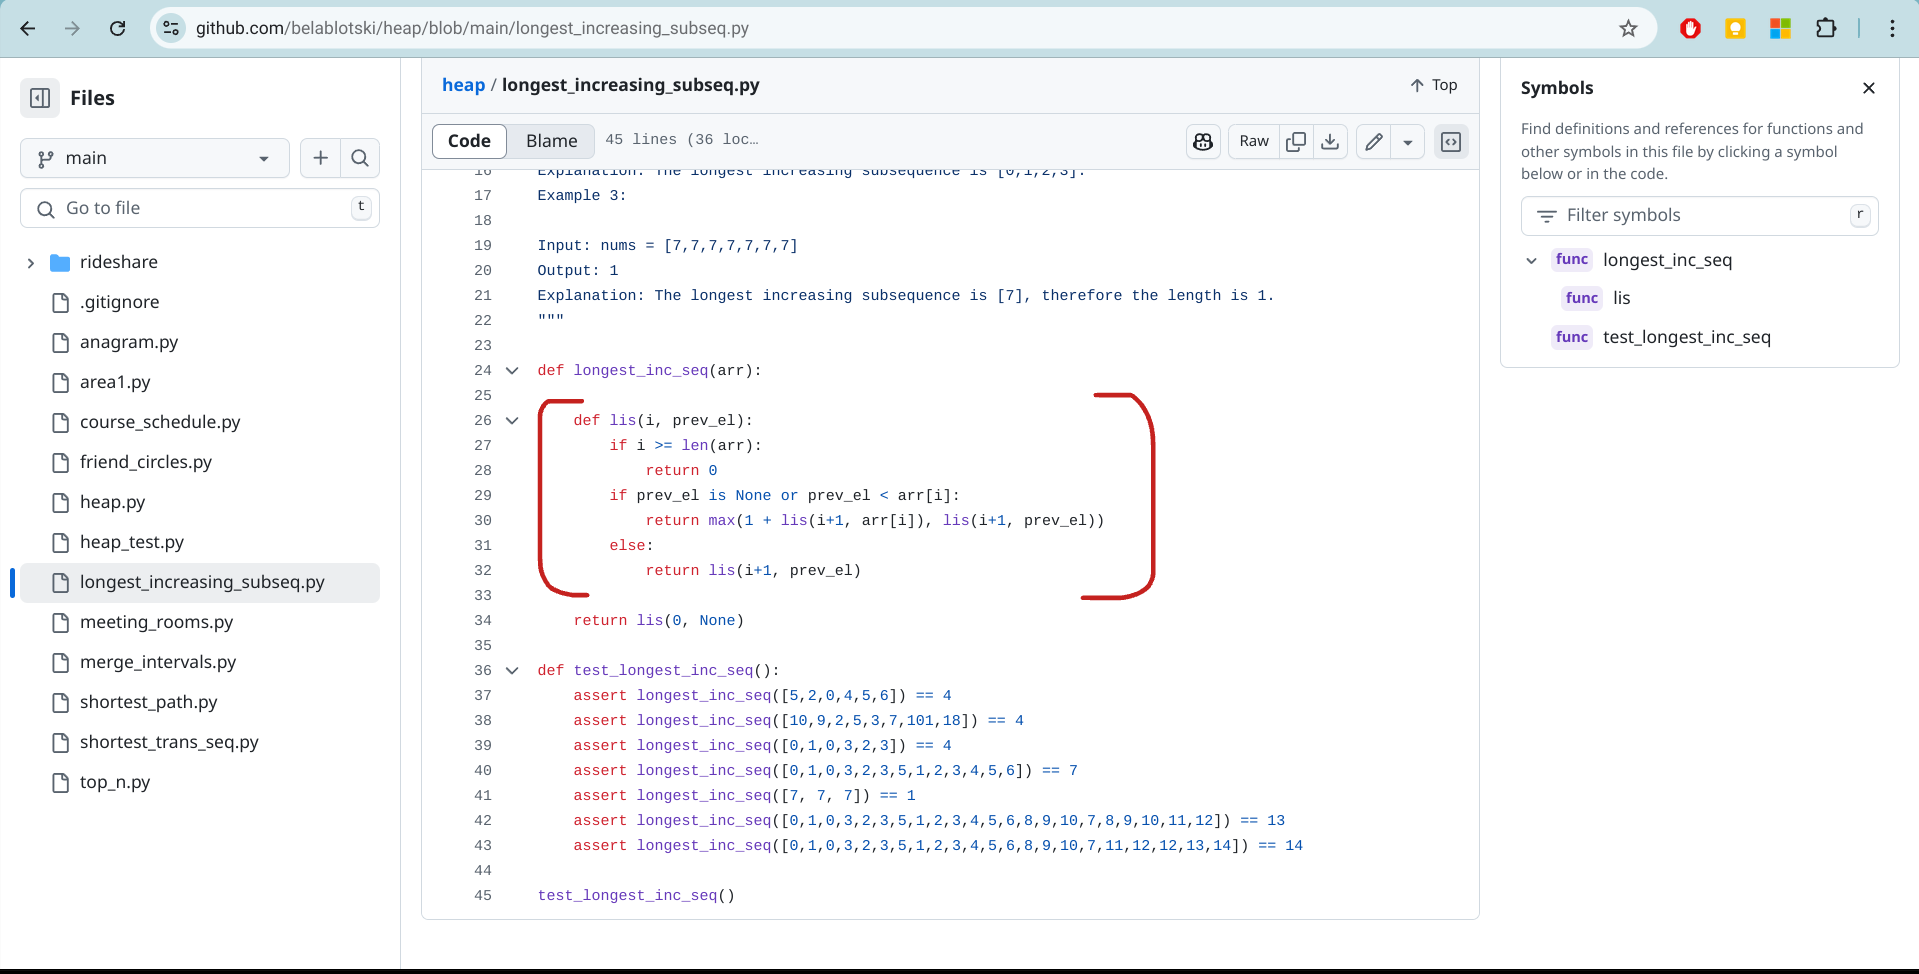 github.com/belablotski/heap/blob/main/longest_increasing_subseq.py
Files
main
Go to file
t
rideshare
.gitignore
anagram.py
area1.py
course_schedule.py
friend_circles.py
heap.py
heap_test.py
longest_increasing_subseq.py
meeting_rooms.py
merge_intervals.py
shortest_path.py
shortest_trans_seq.py
top_n.py
heap / longest_increasing_subseq.py
Top
Code Blame 45 lines (36 loc…
Raw
16 Explanation: The longest increasing subsequence is [0,1,2,3].
17 Example 3:
18
19 Input: nums = [7,7,7,7,7,7,7]
20 Output: 1
21 Explanation: The longest increasing subsequence is [7], therefore the length is 1.
22 """
23
24 def longest_inc_seq(arr):
25
26     def lis(i, prev_el):
27         if i >= len(arr):
28             return 0
29         if prev_el is None or prev_el < arr[i]:
30             return max(1 + lis(i+1, arr[i]), lis(i+1, prev_el))
31         else:
32             return lis(i+1, prev_el)
33
34     return lis(0, None)
35
36 def test_longest_inc_seq():
37     assert longest_inc_seq([5,2,0,4,5,6]) == 4
38     assert longest_inc_seq([10,9,2,5,3,7,101,18]) == 4
39     assert longest_inc_seq([0,1,0,3,2,3]) == 4
40     assert longest_inc_seq([0,1,0,3,2,3,5,1,2,3,4,5,6]) == 7
41     assert longest_inc_seq([7, 7, 7]) == 1
42     assert longest_inc_seq([0,1,0,3,2,3,5,1,2,3,4,5,6,8,9,10,7,8,9,10,11,12]) == 13
43     assert longest_inc_seq([0,1,0,3,2,3,5,1,2,3,4,5,6,8,9,10,7,11,12,12,13,14]) == 14
44
45 test_longest_inc_seq()
Symbols
Find definitions and references for functions and
other symbols in this file by clicking a symbol
below or in the code.
Filter symbols
r
func longest_inc_seq
func lis
func test_longest_inc_seq